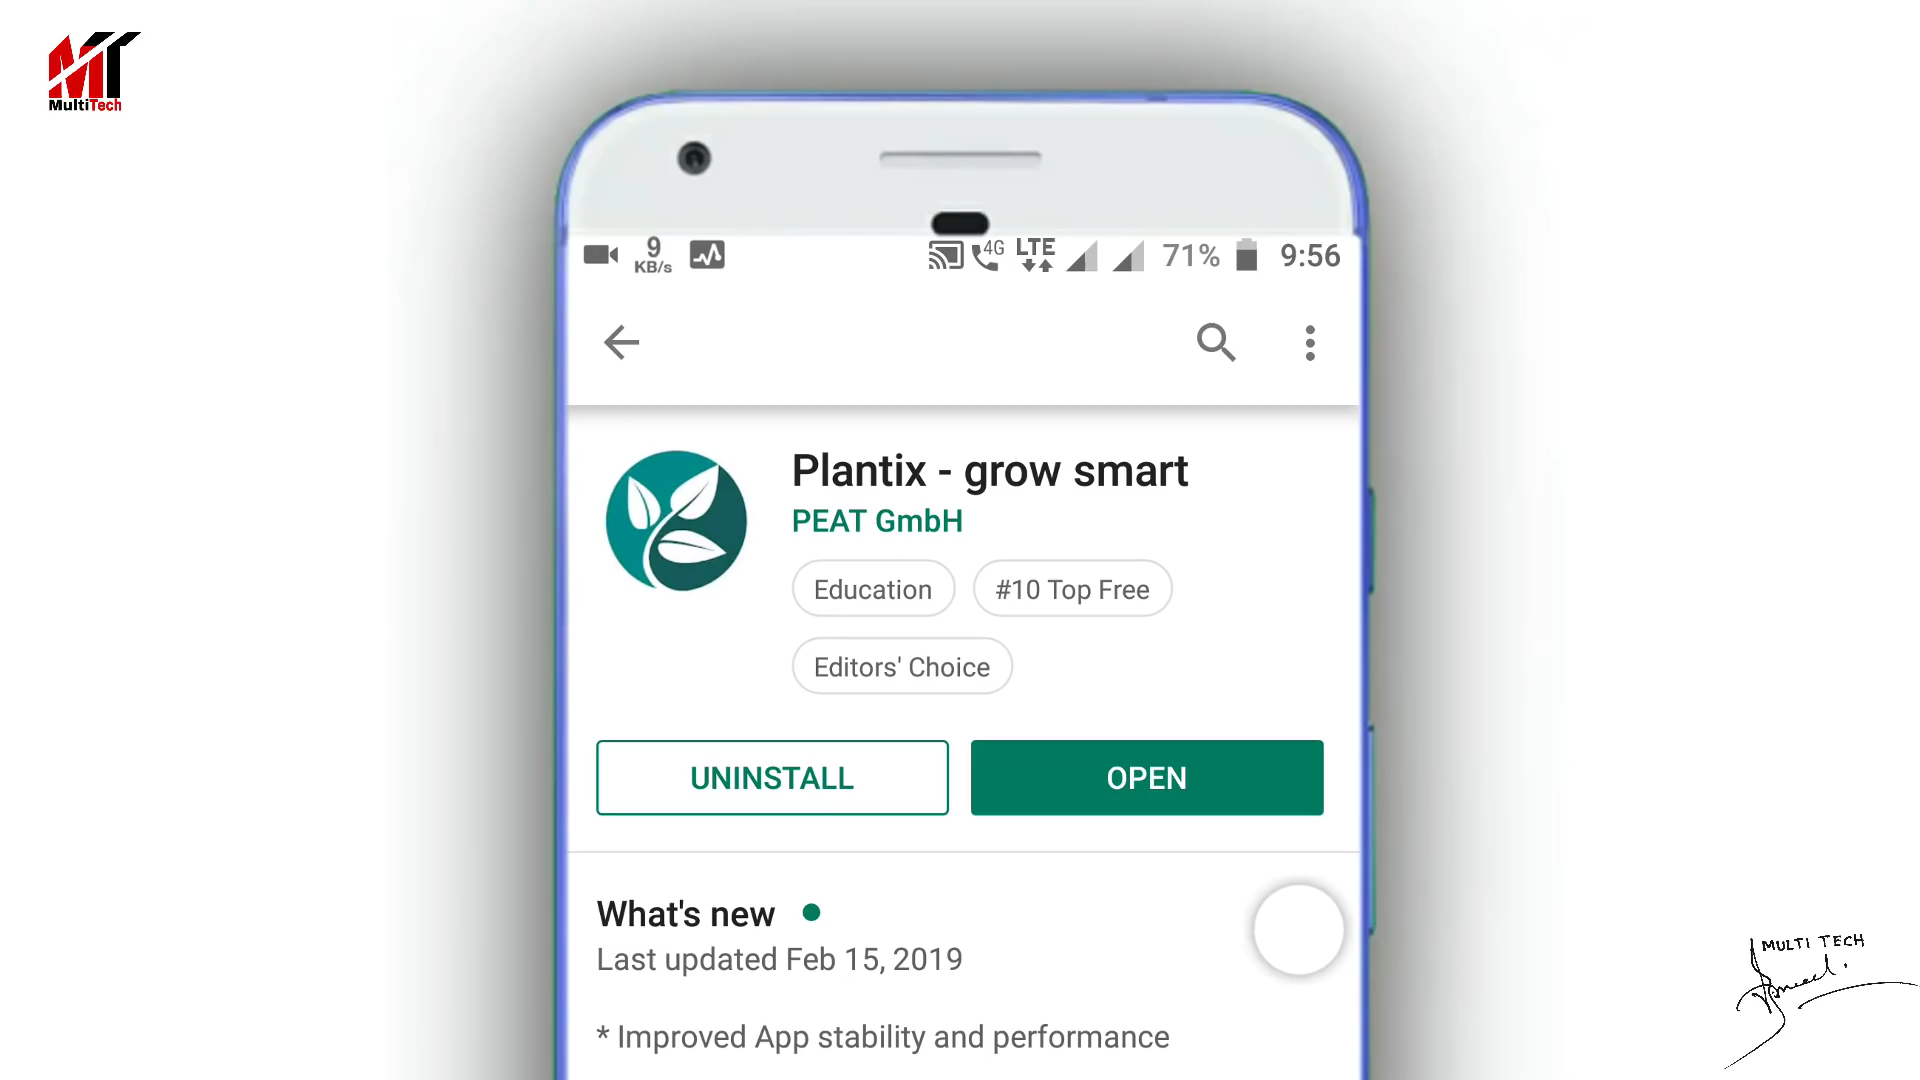 MT
MultiTech
9
KB/s
4G
LTE
71%
9:56
Plantix - grow smart
PEAT GmbH
Education
#10 Top Free
Editors' Choice
UNINSTALL
OPEN
What's new
Last updated Feb 15, 2019
* Improved App stability and performance
MULTI TECH